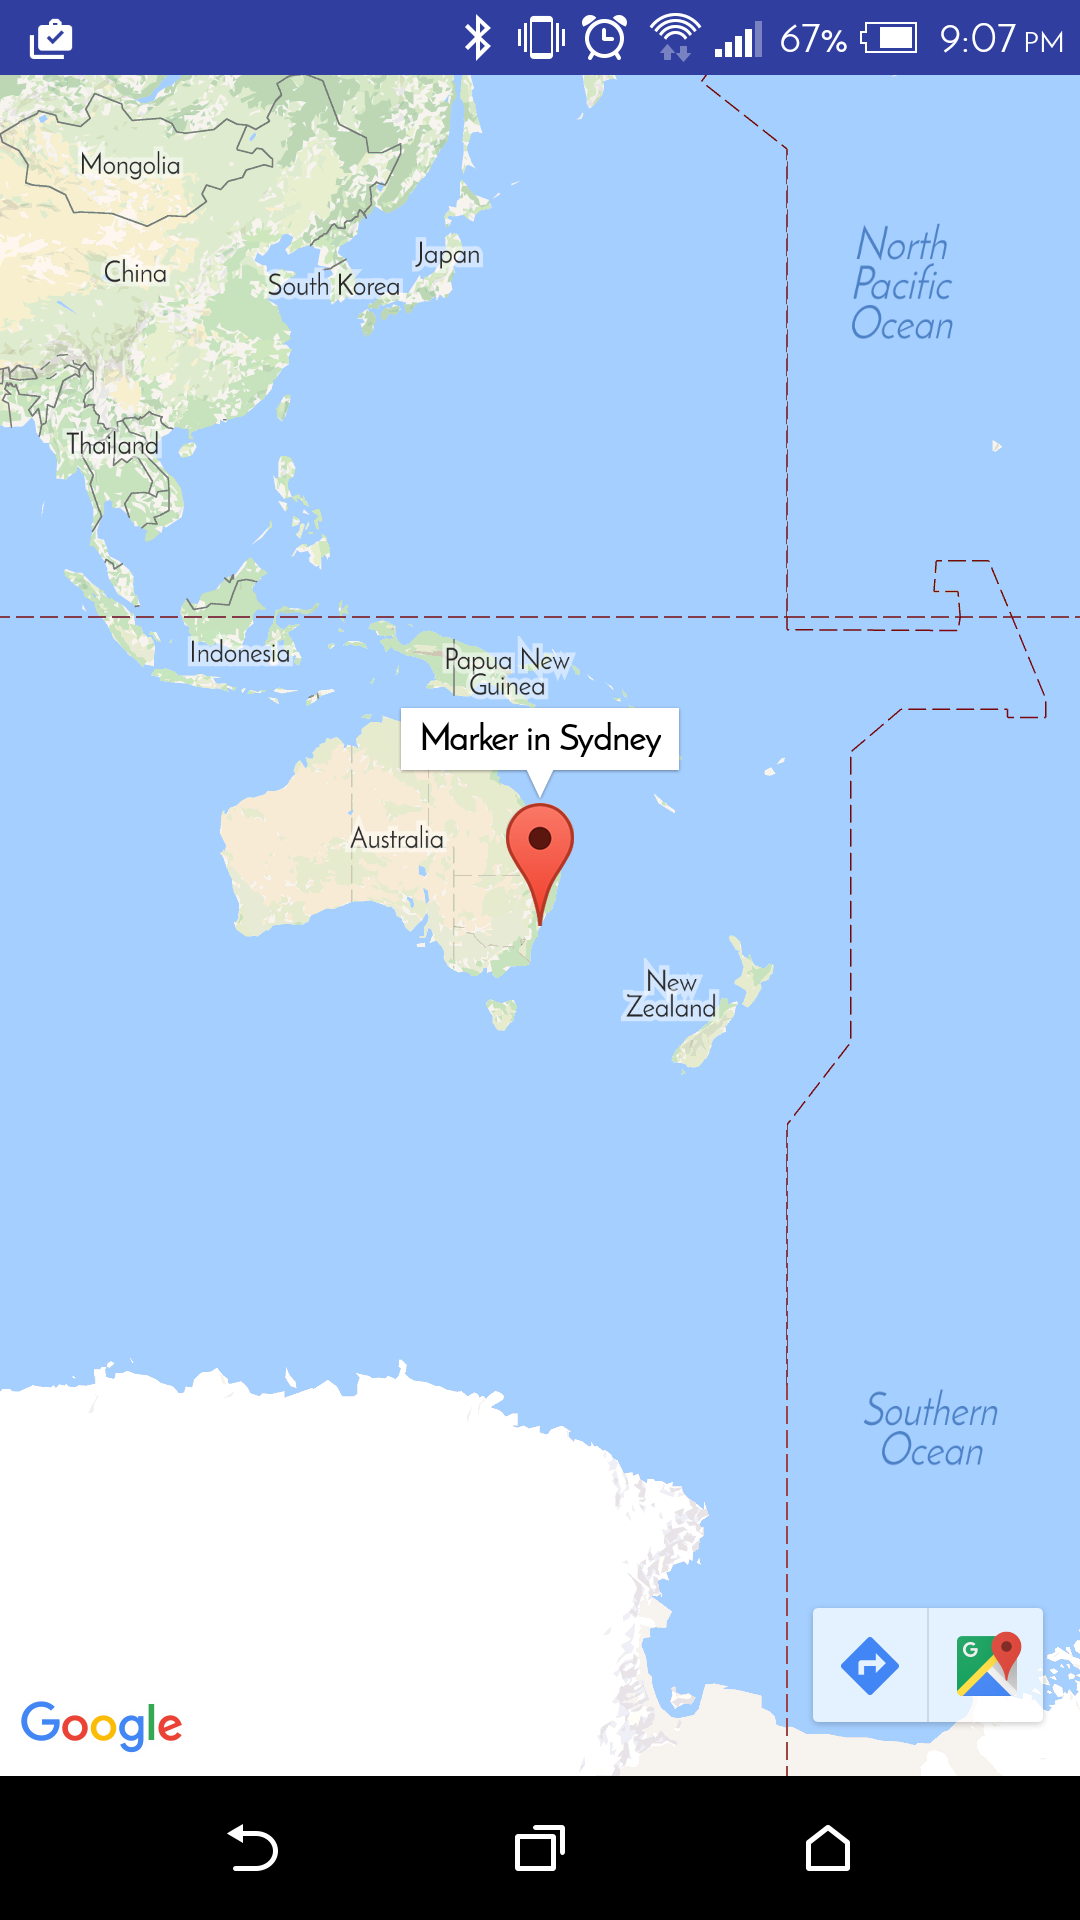 67% 9:07 PM
Mongolia
North
Pacific
Ocean
Japan
China
South Korea
Thailand
Indonesia
Papua New
Guinea
Marker in Sydney
Australia
New
Zealand
Southern
Ocean
G
Google